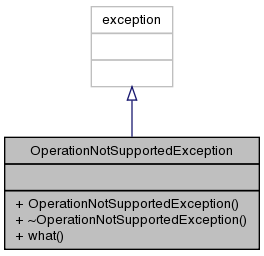 exception
OperationNotSupportedException
+ OperationNotSupportedException()
+ ~OperationNotSupportedException()
+ what()